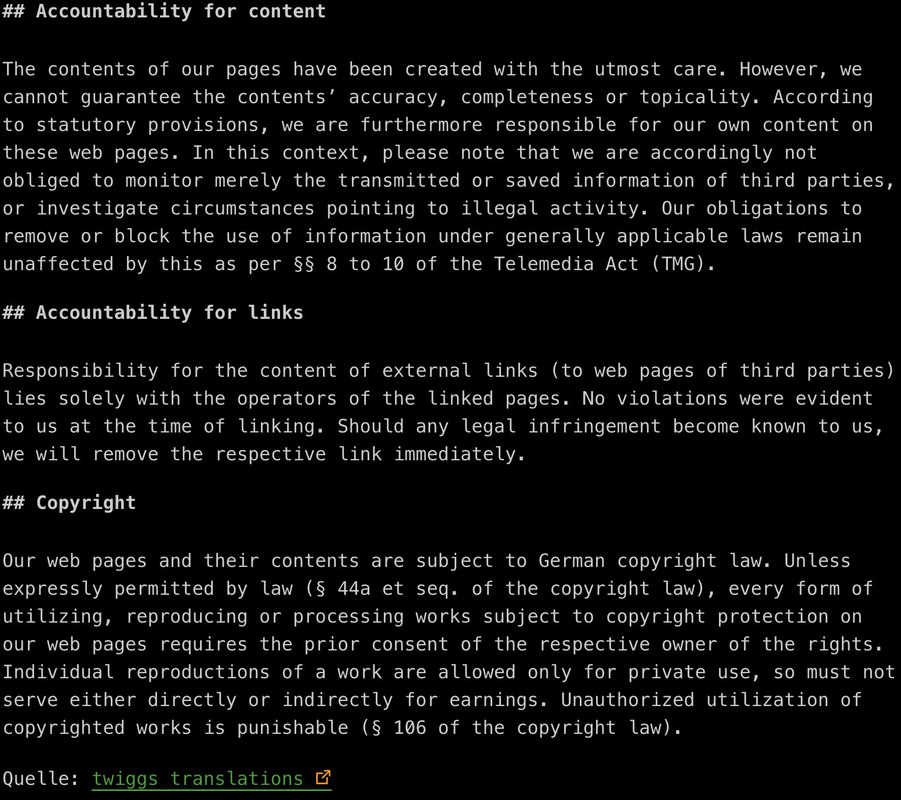 ## Accountability for content
The contents of our pages have been created with the utmost care. However, we
cannot guarantee the contents’ accuracy, completeness or topicality. According
to statutory provisions, we are furthermore responsible for our own content on
these web pages. In this context, please note that we are accordingly not
obliged to monitor merely the transmitted or saved information of third parties,
or investigate circumstances pointing to illegal activity. Our obligations to
remove or block the use of information under generally applicable laws remain
unaffected by this as per §§ 8 to 10 of the Telemedia Act (TMG).
## Accountability for links
Responsibility for the content of external links (to web pages of third parties)
lies solely with the operators of the linked pages. No violations were evident
to us at the time of linking. Should any legal infringement become known to us,
we will remove the respective link immediately.
## Copyright
Our web pages and their contents are subject to German copyright law. Unless
expressly permitted by law (§ 44a et seq. of the copyright law), every form of
utilizing, reproducing or processing works subject to copyright protection on
our web pages requires the prior consent of the respective owner of the rights.
Individual reproductions of a work are allowed only for private use, so must not
serve either directly or indirectly for earnings. Unauthorized utilization of
copyrighted works is punishable (§ 106 of the copyright law).
Quelle: twiggs translations